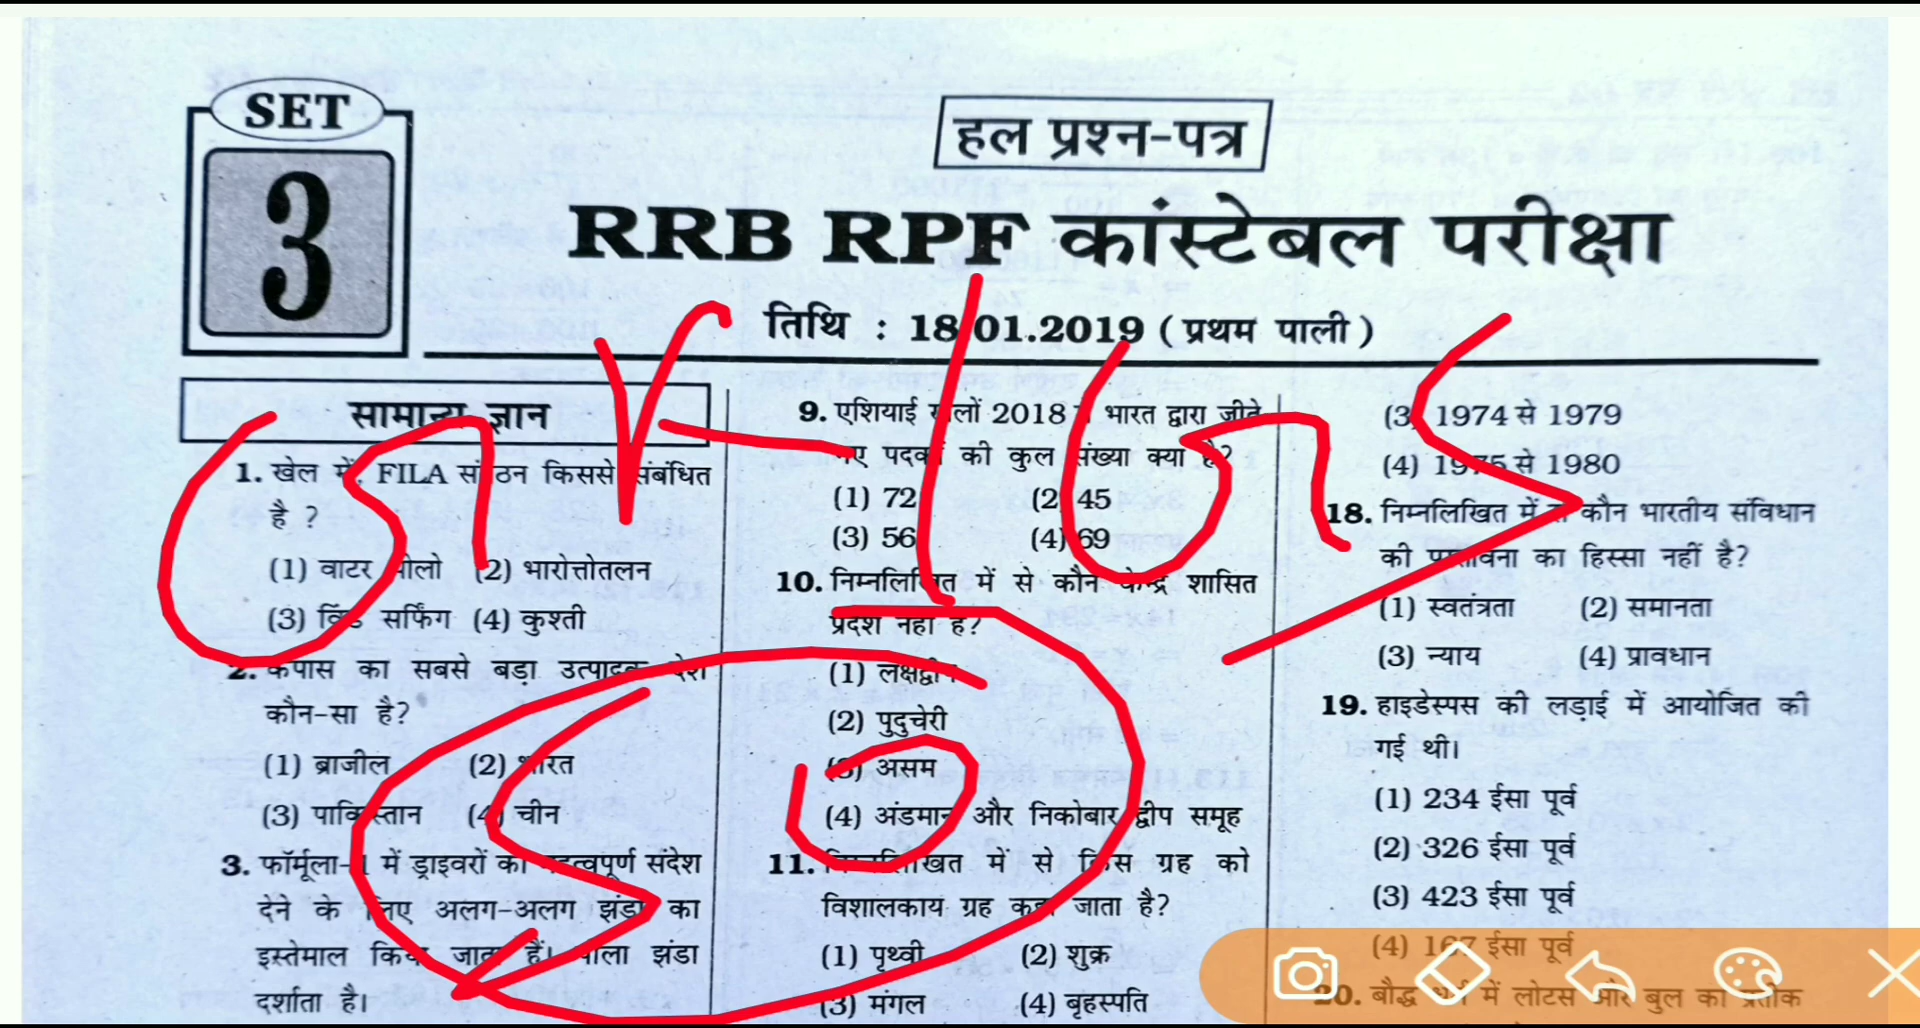 SET
3
हल प्रश्न-पत्र
RRB RPF कांस्टेबल परीक्षा
तिथि : 18.01.2019 ( प्रथम पाली )
सामान्य ज्ञान
1. खेल में, FILA संगठन किससे संबंधित
है ?
(1) वाटर पोलो (2) भारोत्तोतलन
(3) विंड सर्फिंग (4) कुश्ती
2. कपास का सबसे बड़ा उत्पादक देश
कौन-सा है?
(1) ब्राजील (2) भारत
(3) पाकिस्तान (4) चीन
3. फॉर्मूला-1 में ड्राइवरों को महत्वपूर्ण संदेश
देने के लिए अलग-अलग झंडा का
इस्तेमाल किया जाता है। झंडा
दर्शाता है।
9. एशियाई खेलों 2018 में भारत द्वारा जीते
गए पदकों की कुल संख्या क्या है?
(1) 72 (2) 45
(3) 56 (4) 69
10. निम्नलिखित में से कौन केन्द्र शासित
प्रदेश नहीं है?
(1) लक्षद्वीप
(2) पुदुचेरी
(3) असम
(4) अंडमान और निकोबार द्वीप समूह
11. निम्नलिखित में से किस ग्रह को
विशालकाय ग्रह कहा जाता है?
(1) पृथ्वी (2) शुक्र
(3) मंगल (4) बृहस्पति
(3) 1974 से 1979
(4) 1975 से 1980
18. निम्नलिखित में से कौन भारतीय संविधान
की प्रस्तावना का हिस्सा नहीं है?
(1) स्वतंत्रता (2) समानता
(3) न्याय (4) प्रावधान
19. हाइडेस्पस की लड़ाई में आयोजित की
गई थी।
(1) 234 ईसा पूर्व
(2) 326 ईसा पूर्व
(3) 423 ईसा पूर्व
(4) 167 ईसा पूर्व
20. बौद्ध धर्म में लोटस और बुल का प्रतीक